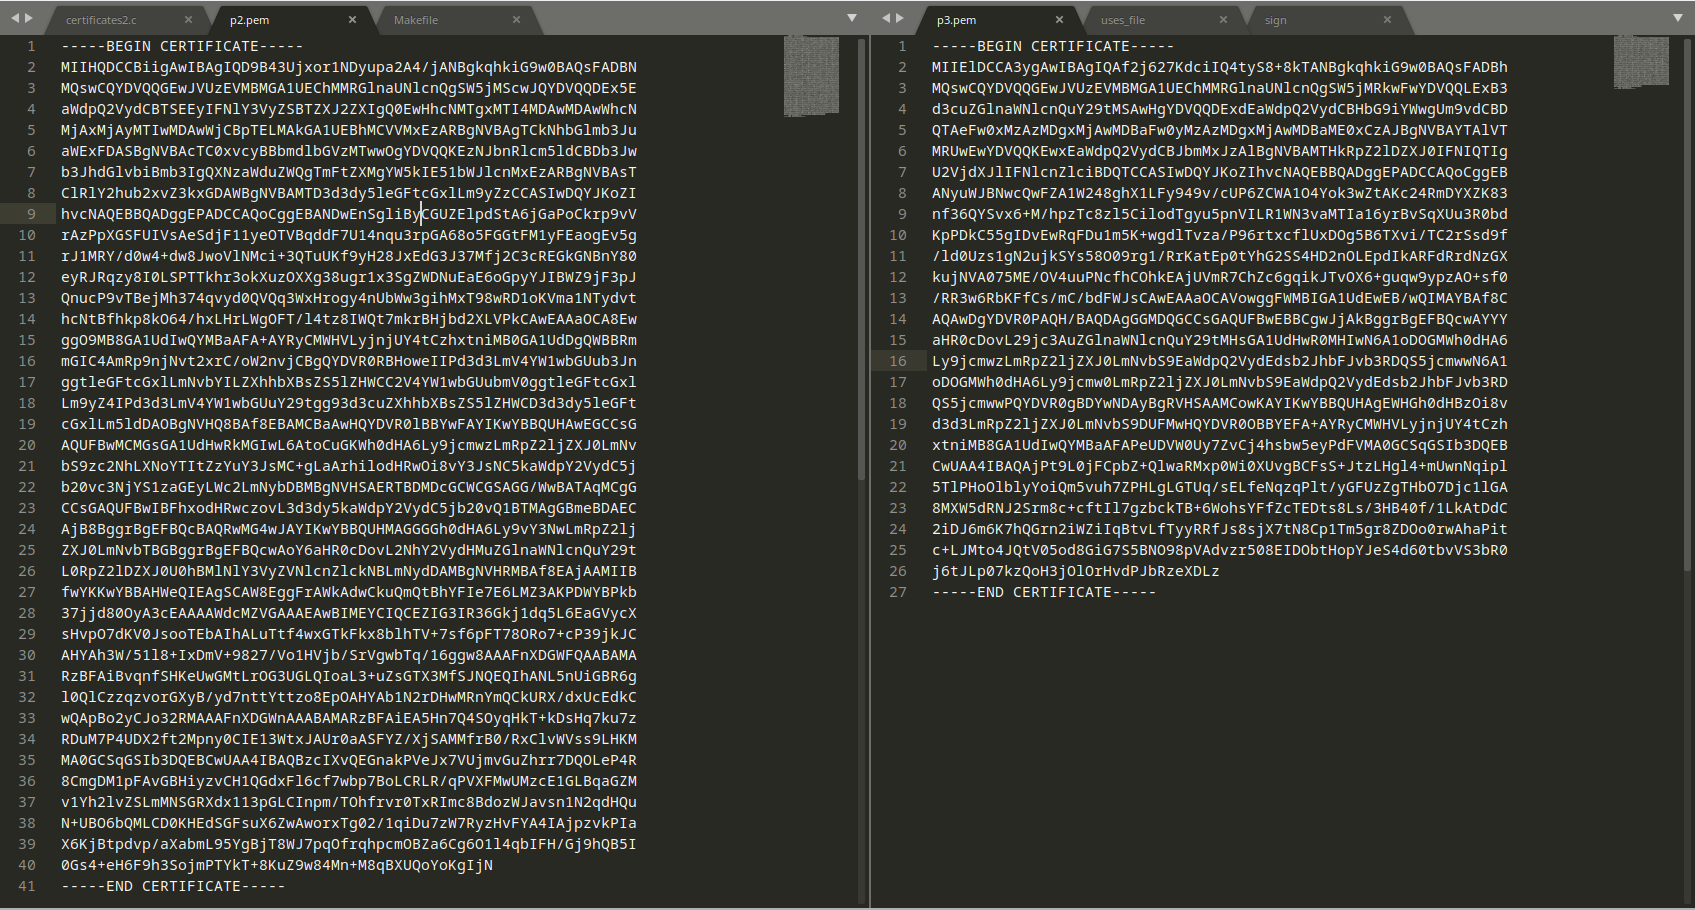 certificates2.c
p2.pem
Makefile
1 -----BEGIN CERTIFICATE-----
2 MIIHQDCCBiigAwIBAgIQD9B43Ujxor1NDyupa2A4/jANBgkqhkiG9w0BAQsFADBN
3 MQswCQYDVQQGEwJVUzEVMBMGA1UEChMMRGlnaUNlcnQgSW5jMScwJQYDVQQDEx5E
4 aWdpQ2VydCBTSEEyIFNlY3VyZSBTZXJ2ZXIgQ0EwHhcNMTgxMTI4MDAwMDAwWhcN
5 MjAxMjAyMTIwMDAwWjCBpTELMAkGA1UEBhMCVVMxEzARBgNVBAgTCkNhbGlmb3Ju
6 aWExFDASBgNVBAcTC0xvcyBBbmdlbGVzMTwwOgYDVQQKEzNJbnRlcm5ldCBDb3Jw
7 b3JhdGlvbiBmb3IgQXNzaWduZWQgTmFtZXMgYW5kIE51bWJlcnMxEzARBgNVBAsT
8 ClRlY2hub2xvZ3kxGDAWBgNVBAMTD3d3dy5leGFtcGxlLm9yZzCCASIwDQYJKoZI
9 hvcNAQEBBQADggEPADCCAQoCggEBANDwEnSgliByCGUZElpdStA6jGaPoCkrp9vV
10 rAzPpXGSFUIVsAeSdjF11yeOTVBqddF7U14nqu3rpGA68o5FGGtFM1yFEaogEv5g
11 rJ1MRY/d0w4+dw8JwoVlNMci+3QTuUKf9yH28JxEdG3J37Mfj2C3cREGkGNBnY80
12 eyRJRqzy8I0LSPTTkhr3okXuzOXXg38ugr1x3SgZWDNuEaE6oGpyYJIBWZ9jF3pJ
13 QnucP9vTBejMh374qvyd0QVQq3WxHrogy4nUbWw3gihMxT98wRD1oKVma1NTydvt
14 hcNtBfhkp8kO64/hxLHrLWgOFT/l4tz8IWQt7mkrBHjbd2XLVPkCAwEAAaOCA8Ew
15 ggO9MB8GA1UdIwQYMBaAFA+AYRyCMWHVLyjnjUY4tCzhxtniMB0GA1UdDgQWBBRm
16 mGIC4AmRp9njNvt2xrC/oW2nvjCBgQYDVR0RBHoweIIPd3d3LmV4YW1wbGUub3Jn
17 ggtleGFtcGxlLmNvbYILZXhhbXBsZS5lZHWCC2V4YW1wbGUubmV0ggtleGFtcGxl
18 Lm9yZ4IPd3d3LmV4YW1wbGUuY29tgg93d3cuZXhhbXBsZS5lZHWCD3d3dy5leGFt
19 cGxlLm5ldDAOBgNVHQ8BAf8EBAMCBaAwHQYDVR0lBBYwFAYIKwYBBQUHAwEGCCsG
20 AQUFBwMCMGsGA1UdHwRkMGIwL6AtoCuGKWh0dHA6Ly9jcmwzLmRpZ2ljZXJ0LmNv
21 bS9zc2NhLXNoYTItZzYuY3JsMC+gLaArhilodHRwOi8vY3JsNC5kaWdpY2VydC5j
22 b20vc3NjYS1zaGEyLWc2LmNybDBMBgNVHSAERTBDMDcGCWCGSAGG/WwBATAqMCgG
23 CCsGAQUFBwIBFhxodHRwczovL3d3dy5kaWdpY2VydC5jb20vQ1BTMAgGBmeBDAEC
24 AjB8BggrBgEFBQcBAQRwMG4wJAYIKwYBBQUHMAGGGGh0dHA6Ly9vY3NwLmRpZ2lj
25 ZXJ0LmNvbTBGBggrBgEFBQcwAoY6aHR0cDovL2NhY2VydHMuZGlnaWNlcnQuY29t
26 L0RpZ2lDZXJ0U0hBMlNlY3VyZVNlcnZlckNBLmNydDAMBgNVHRMBAf8EAjAAMIIB
27 fwYKKwYBBAHWeQIEAgSCAW8EggFrAWkAdwCkuQmQtBhYFIe7E6LMZ3AKPDWYBPkb
28 37jjd80OyA3cEAAAAWdcMZVGAAAEAwBIMEYCIQCEZIG3IR36Gkj1dq5L6EaGVycX
29 sHvpO7dKV0JsooTEbAIhALuTtf4wxGTkFkx8blhTV+7sf6pFT78ORo7+cP39jkJC
30 AHYAh3W/51l8+IxDmV+9827/Vo1HVjb/SrVgwbTq/16ggw8AAAFnXDGWFQAABAMA
31 RzBFAiBvqnfSHKeUwGMtLrOG3UGLQIoaL3+uZsGTX3MfSJNQEQIhANL5nUiGBR6g
32 l0QlCzzqzvorGXyB/yd7nttYttzo8EpOAHYAb1N2rDHwMRnYmQCkURX/dxUcEdkC
33 wQApBo2yCJo32RMAAAFnXDGWnAAABAMARzBFAiEA5Hn7Q4SOyqHkT+kDsHq7ku7z
34 RDuM7P4UDX2ft2Mpny0CIE13WtxJAUr0aASFYZ/XjSAMMfrB0/RxClvWVss9LHKM
35 MA0GCSqGSIb3DQEBCwUAA4IBAQBzcIXvQEGnakPVeJx7VUjmvGuZhrr7DQOLeP4R
36 8CmgDM1pFAvGBHiyzvCH1QGdxFl6cf7wbp7BoLCRLR/qPVXFMwUMzcE1GLBqaGZM
37 v1Yh2lvZSLmMNSGRXdx113pGLCInpm/TOhfrvr0TxRImc8BdozWJavsn1N2qdHQu
38 N+UBO6bQMLCD0KHEdSGFsuX6ZwAworxTg02/1qiDu7zW7RyzHvFYA4IAjpzvkPIa
39 X6KjBtpdvp/aXabmL95YgBjT8WJ7pqOfrqhpcmOBZa6Cg6O1l4qbIFH/Gj9hQB5I
40 0Gs4+eH6F9h3SojmPTYkT+8KuZ9w84Mn+M8qBXUQoYoKgIjN
41 -----END CERTIFICATE-----
p3.pem
uses_file
sign
1 -----BEGIN CERTIFICATE-----
2 MIIElDCCA3ygAwIBAgIQAf2j627KdciIQ4tyS8+8kTANBgkqhkiG9w0BAQsFADBh
3 MQswCQYDVQQGEwJVUzEVMBMGA1UEChMMRGlnaUNlcnQgSW5jMRkwFwYDVQQLExB3
4 d3cuZGlnaWNlcnQuY29tMSAwHgYDVQQDExdEaWdpQ2VydCBHbG9iYWwgUm9vdCBD
5 QTAeFw0xMzAzMDgxMjAwMDBaFw0yMzAzMDgxMjAwMDBaME0xCzAJBgNVBAYTAlVT
6 MRUwEwYDVQQKEwxEaWdpQ2VydCBJbmMxJzAlBgNVBAMTHkRpZ2lDZXJ0IFNIQTIg
7 U2VjdXJlIFNlcnZlciBDQTCCASIwDQYJKoZIhvcNAQEBBQADggEPADCCAQoCggEB
8 ANyuWJBNwcQwFZA1W248ghX1LFy949v/cUP6ZCWA1O4Yok3wZtAKc24RmDYXZK83
9 nf36QYSvx6+M/hpzTc8zl5CilodTgyu5pnVILR1WN3vaMTIa16yrBvSqXUu3R0bd
10 KpPDkC55gIDvEwRqFDu1m5K+wgdlTvza/P96rtxcflUxDOg5B6TXvi/TC2rSsd9f
11 /ld0Uzs1gN2ujkSYs58O09rg1/RrKatEp0tYhG2SS4HD2nOLEpdIkARFdRrdNzGX
12 kujNVA075ME/OV4uuPNcfhCOhkEAjUVmR7ChZc6gqikJTvOX6+guqw9ypzAO+sf0
13 /RR3w6RbKFfCs/mC/bdFWJsCAwEAAaOCAVowggFWMBIGA1UdEwEB/wQIMAYBAf8C
14 AQAwDgYDVR0PAQH/BAQDAgGGMDQGCCsGAQUFBwEBBCgwJjAkBggrBgEFBQcwAYYY
15 aHR0cDovL29jc3AuZGlnaWNlcnQuY29tMHsGA1UdHwR0MHIwN6A1oDOGMWh0dHA6
16 Ly9jcmwzLmRpZ2ljZXJ0LmNvbS9EaWdpQ2VydEdsb2JhbFJvb3RDQS5jcmwwN6A1
17 oDOGMWh0dHA6Ly9jcmw0LmRpZ2ljZXJ0LmNvbS9EaWdpQ2VydEdsb2JhbFJvb3RD
18 QS5jcmwwPQYDVR0gBDYwNDAyBgRVHSAAMCowKAYIKwYBBQUHAgEWHGh0dHBzOi8v
19 d3d3LmRpZ2ljZXJ0LmNvbS9DUFMwHQYDVR0OBBYEFA+AYRyCMWHVLyjnjUY4tCzh
20 xtniMB8GA1UdIwQYMBaAFAPeUDVW0Uy7ZvCj4hsbw5eyPdFVMA0GCSqGSIb3DQEB
21 CwUAA4IBAQAjPt9L0jFCpbZ+QlwaRMxp0Wi0XUvgBCFsS+JtzLHgl4+mUwnNqipl
22 5TlPHoOlblyYoiQm5vuh7ZPHLgLGTUq/sELfeNqzqPlt/yGFUzZgTHbO7Djc1lGA
23 8MXW5dRNJ2Srm8c+cftIl7gzbckTB+6WohsYFfZcTEDts8Ls/3HB40f/1LkAtDdC
24 2iDJ6m6K7hQGrn2iWZiIqBtvLfTyyRRfJs8sjX7tN8Cp1Tm5gr8ZDOo0rwAhaPit
25 c+LJMto4JQtV05od8GiG7S5BNO98pVAdvzr508EIDObtHopYJeS4d60tbvVS3bR0
26 j6tJLp07kzQoH3jOlOrHvdPJbRzeXDLz
27 -----END CERTIFICATE-----